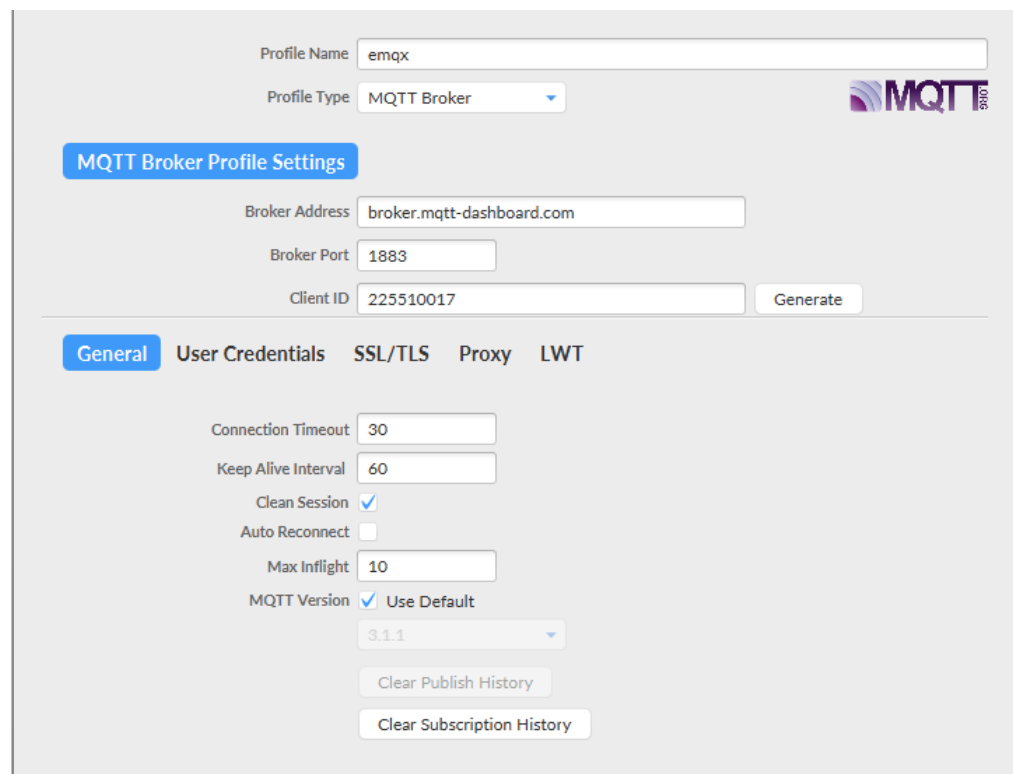 Profile Name emqx
Profile Type MQTT Broker
MQTT.ORG
MQTT Broker Profile Settings
Broker Address broker.mqtt-dashboard.com
Broker Port 1883
Client ID 225510017 Generate
General User Credentials SSL/TLS Proxy LWT
Connection Timeout 30
Keep Alive Interval 60
Clean Session
Auto Reconnect
Max Inflight 10
MQTT Version Use Default
3.1.1
Clear Publish History
Clear Subscription History